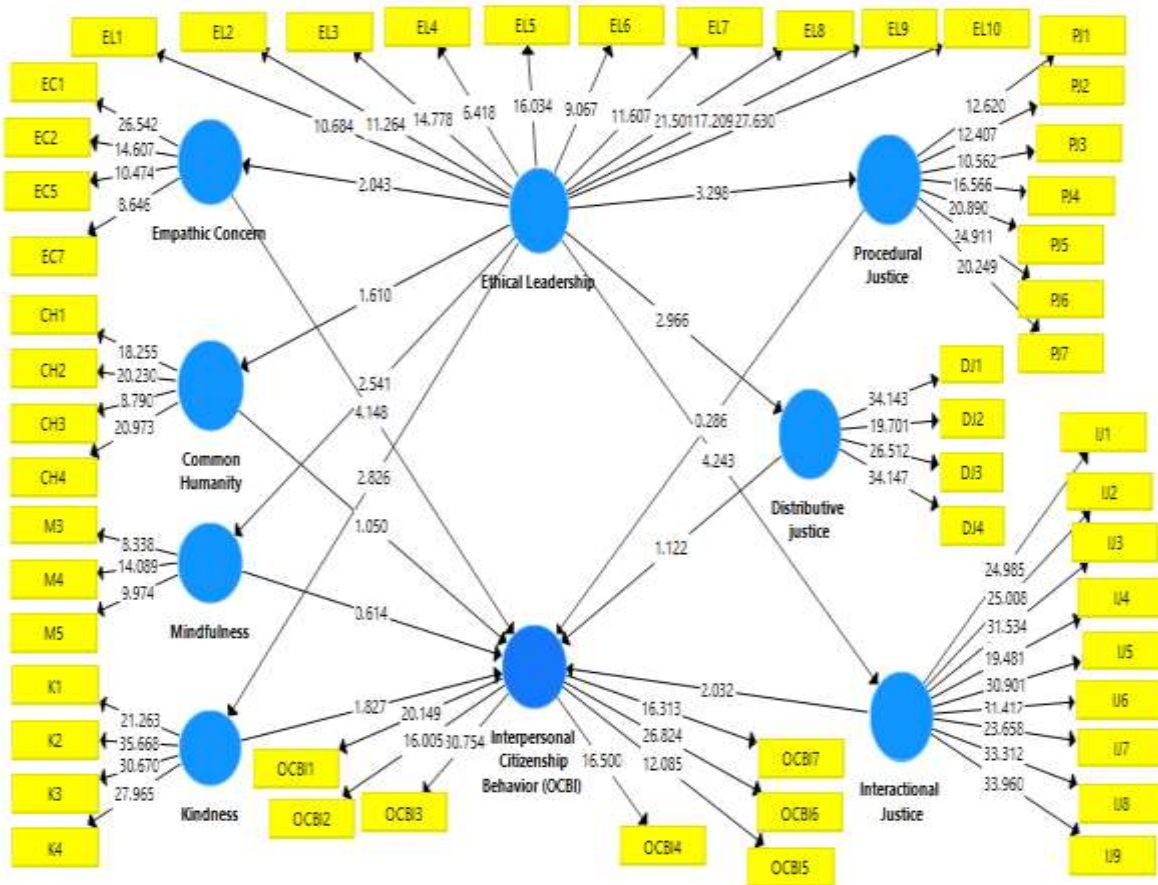 EL1
EL2
EL3
EL4
EL5
EL6
EL7
EL8
EL9
EL10
PJ1
EC1
PJ2
EC2
PJ3
EC5
PJ4
EC7
PJ5
PJ6
PJ7
10.684
11.264
14.778
6.418
16.034
9.067
11.607
21.501
17.209
27.630
12.620
12.407
10.562
16.566
20.890
24.911
20.249
26.542
14.607
10.474
8.646
2.043
3.298
Empathic Concern
Ethical Leadership
Procedural
Justice
1.610
2.966
CH1
CH2
CH3
CH4
18.255
20.230
8.790
20.973
Common
Humanity
2.541
4.148
2.826
1.050
0.286
4.243
DJ1
DJ2
DJ3
DJ4
34.143
19.701
26.512
34.147
Distributive
justice
1.122
M3
M4
M5
8.338
14.089
9.974
Mindfulness
0.614
IJ1
IJ2
IJ3
IJ4
IJ5
IJ6
IJ7
IJ8
IJ9
24.985
25.008
31.534
19.481
30.901
31.417
23.658
33.312
33.960
Interactional
Justice
2.032
K1
K2
K3
K4
21.263
35.668
30.670
27.965
Kindness
1.827
Interpersonal
Citizenship
Behavior (OCBI)
20.149
16.005
30.754
16.500
16.313
26.824
12.085
OCBI1
OCBI2
OCBI3
OCBI4
OCBI5
OCBI6
OCBI7